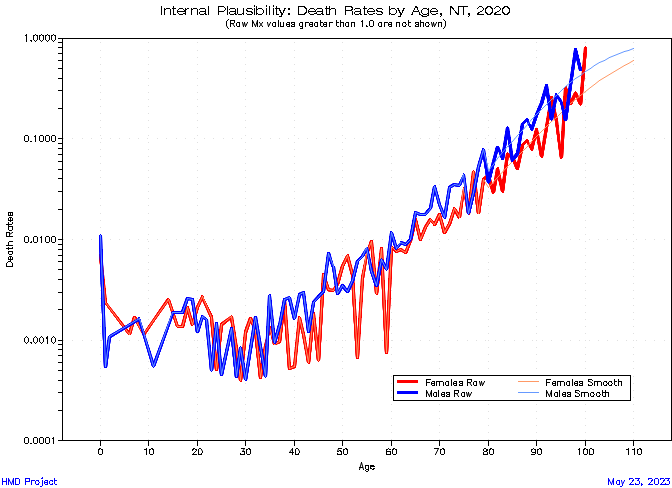 Internal Plausibility: Death Rates by Age, NT, 2020
(Raw Mx values greater than 1.0 are not shown)
1.0000
0.1000
0.0100
0.0010
0.0001
Death Rates
0 10 20 30 40 50 60 70 80 90 100 110
Age
Females Raw Females Smooth
Males Raw Males Smooth
HMD Project May 23, 2023